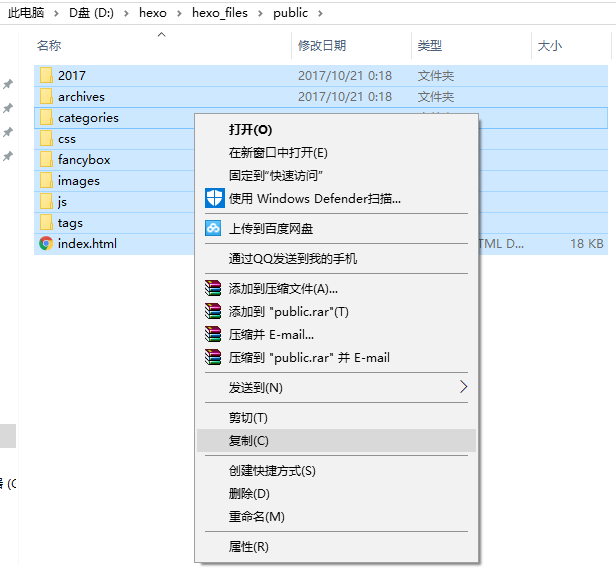 此电脑 > D盘 (D:) > hexo > hexo_files > public >
名称 修改日期 类型 大小
2017 2017/10/21 0:18 文件夹
archives 2017/10/21 0:18 文件夹
categories
css
fancybox
images
js
tags
index.html TML D... 18 KB
打开(O)
在新窗口中打开(E)
固定到“快速访问”
使用 Windows Defender扫描...
上传到百度网盘
通过QQ发送到我的手机
添加到压缩文件(A)...
添加到 "public.rar"(T)
压缩并 E-mail...
压缩到 "public.rar" 并 E-mail
发送到(N)
剪切(T)
复制(C)
创建快捷方式(S)
删除(D)
重命名(M)
属性(R)